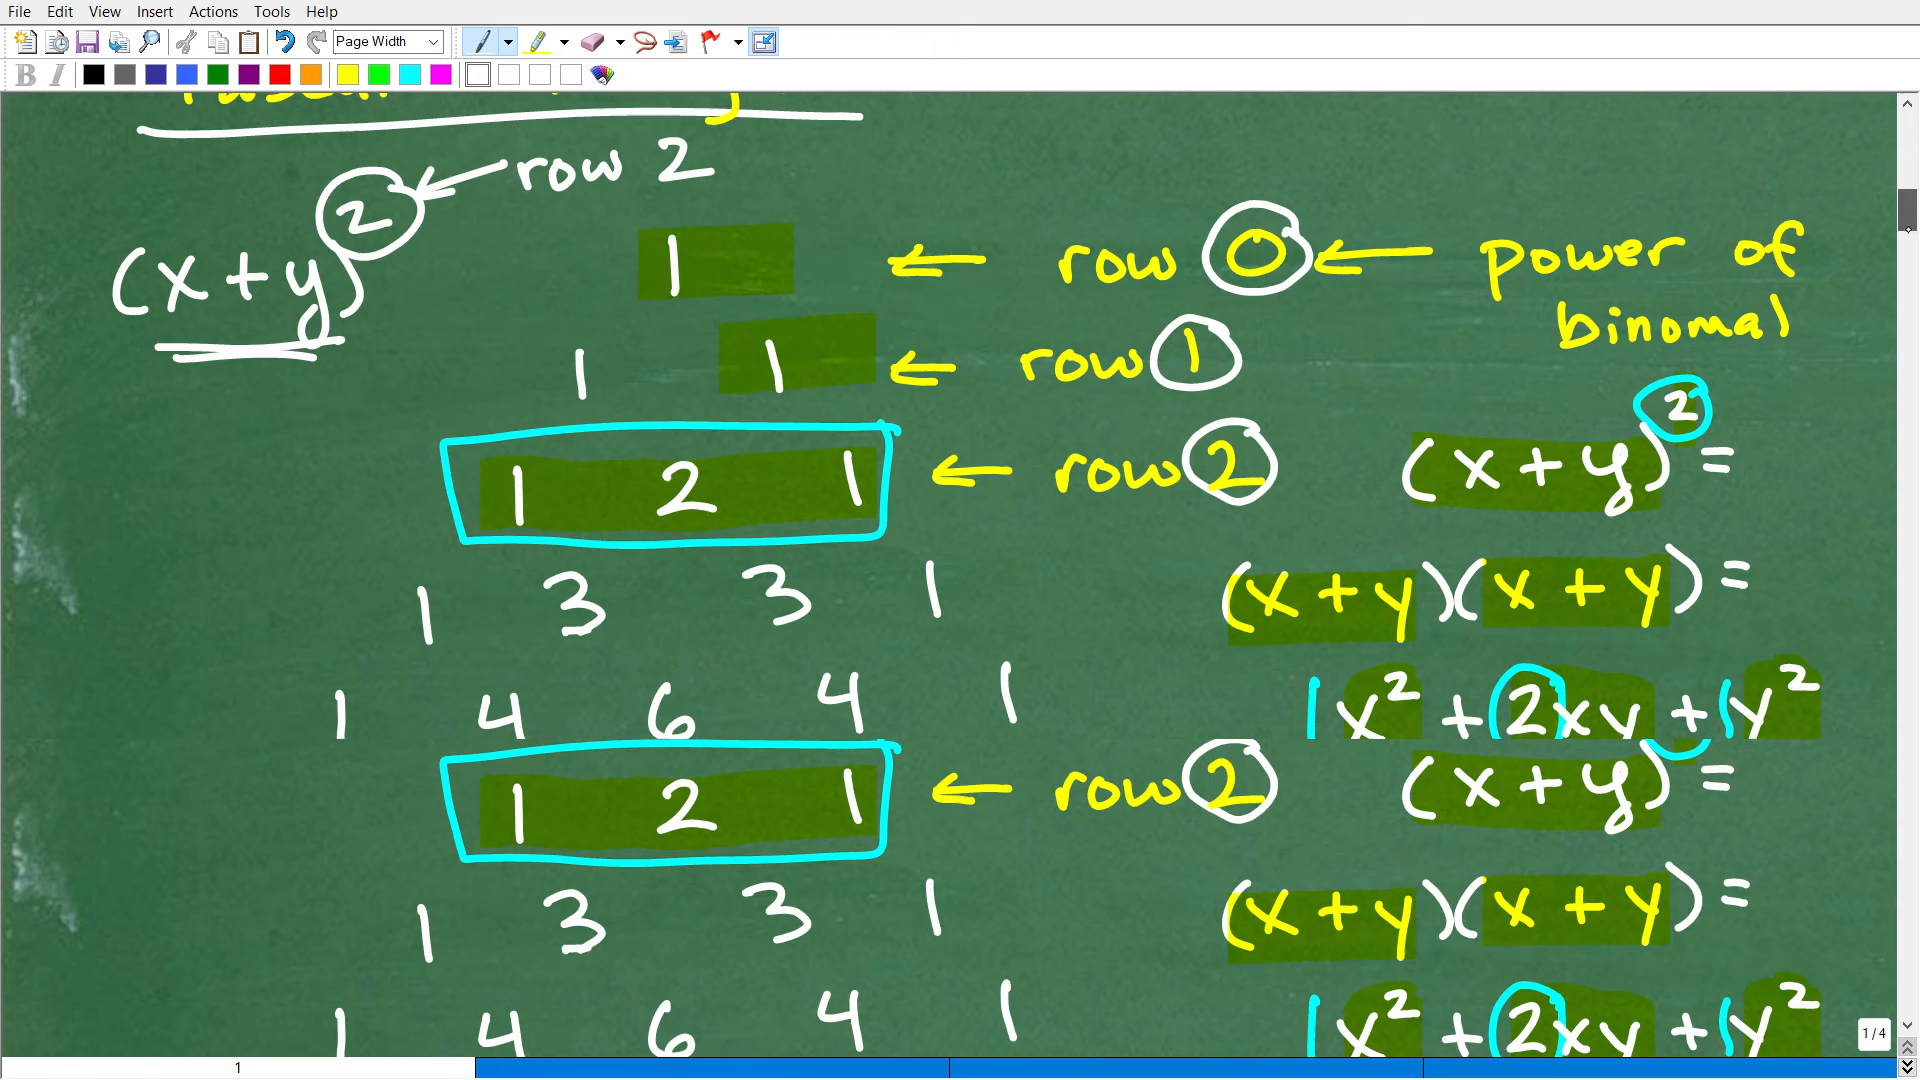 File Edit View Insert Actions Tools Help
Page Width
B I
row 2
(x+y)²
1 ← row 0 ← power of
binomal
1 1 ← row 1
1 2 1 ← row 2 (x+y)² =
1 3 3 1 (x+y)(x+y) =
1 4 6 4 1 1x² + 2xy + 1y²
1 2 1 ← row 2 (x+y) =
1 3 3 1 (x+y)(x+y) =
1 4 6 4 1 1x² + 2xy + 1y²
1/4
1